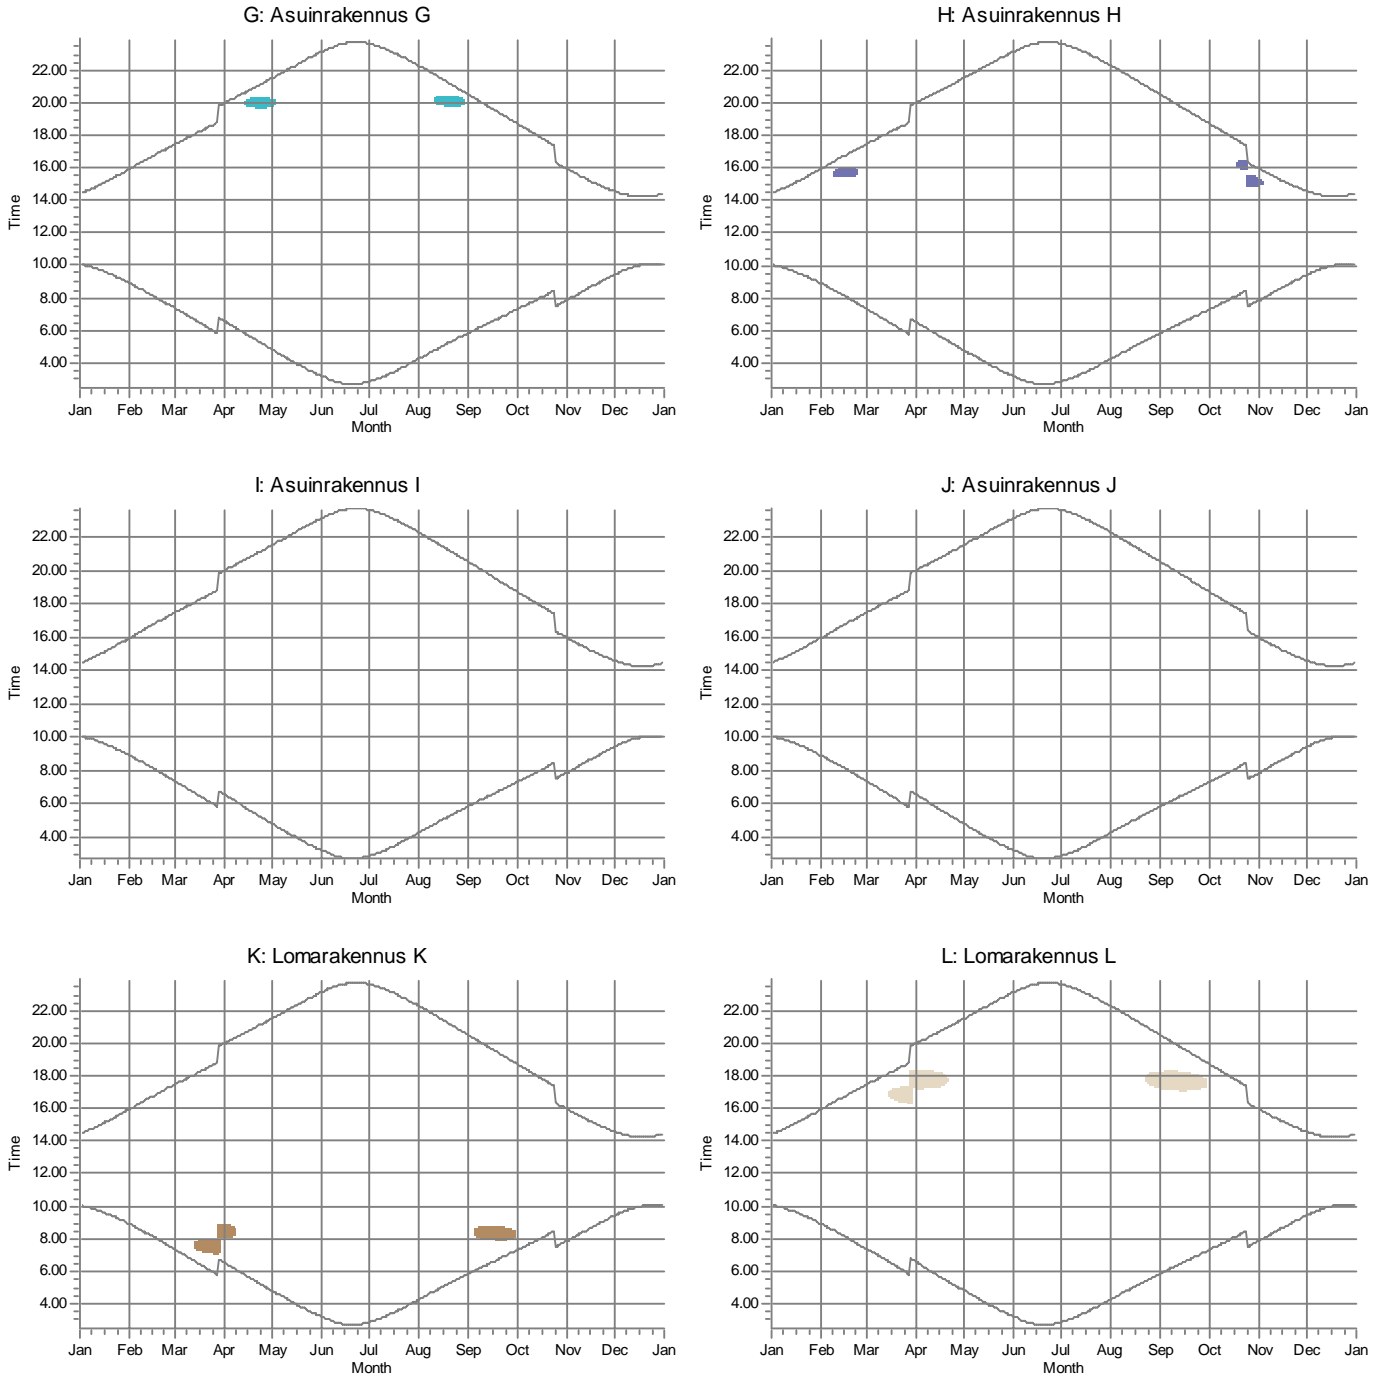 G: Asuinrakennus G
22.00
20.00
18.00
16.00
14.00
12.00
10.00
8.00
6.00
4.00
Time
Jan Feb Mar Apr May Jun Jul Aug Sep Oct Nov Dec Jan
Month
H: Asuinrakennus H
22.00
20.00
18.00
16.00
14.00
12.00
10.00
8.00
6.00
4.00
Time
Jan Feb Mar Apr May Jun Jul Aug Sep Oct Nov Dec Jan
Month
I: Asuinrakennus I
22.00
20.00
18.00
16.00
14.00
12.00
10.00
8.00
6.00
4.00
Time
Jan Feb Mar Apr May Jun Jul Aug Sep Oct Nov Dec Jan
Month
J: Asuinrakennus J
22.00
20.00
18.00
16.00
14.00
12.00
10.00
8.00
6.00
4.00
Time
Jan Feb Mar Apr May Jun Jul Aug Sep Oct Nov Dec Jan
Month
K: Lomarakennus K
22.00
20.00
18.00
16.00
14.00
12.00
10.00
8.00
6.00
4.00
Time
Jan Feb Mar Apr May Jun Jul Aug Sep Oct Nov Dec Jan
Month
L: Lomarakennus L
22.00
20.00
18.00
16.00
14.00
12.00
10.00
8.00
6.00
4.00
Time
Jan Feb Mar Apr May Jun Jul Aug Sep Oct Nov Dec Jan
Month